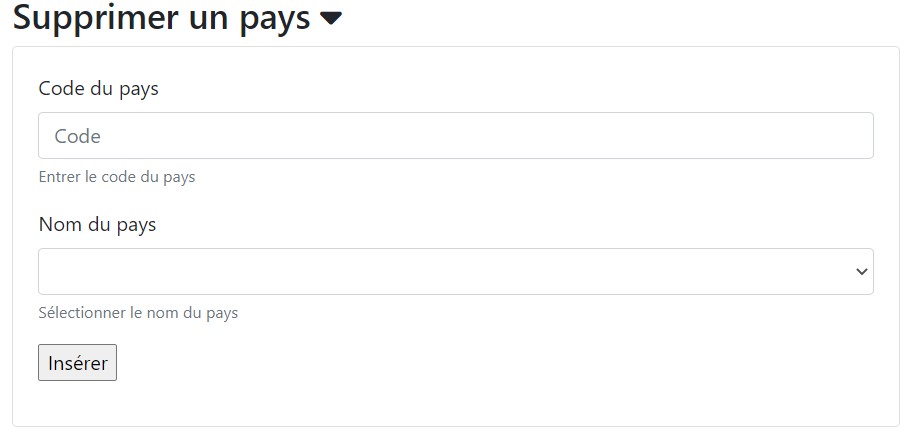 Supprimer un pays
Code du pays
Code
Entrer le code du pays
Nom du pays
Sélectionner le nom du pays
Insérer